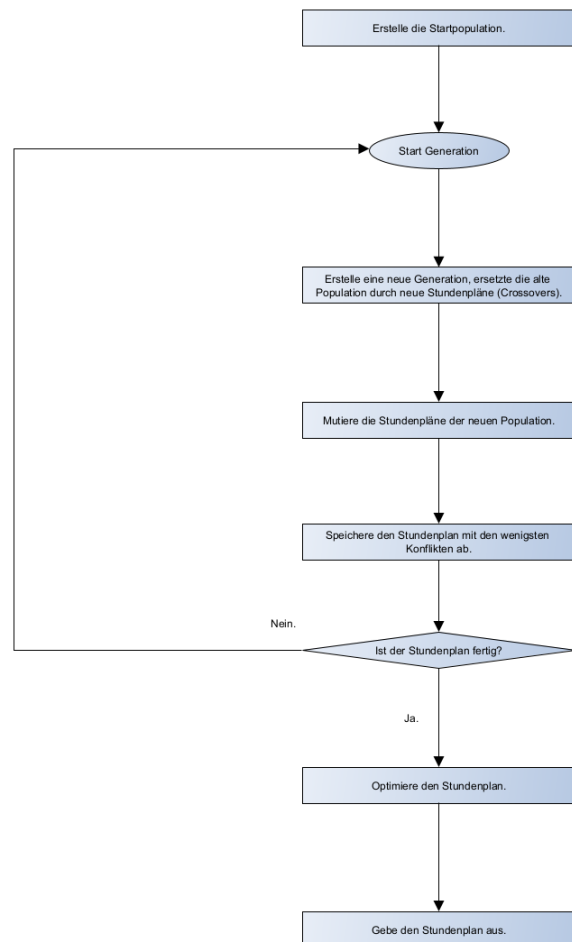 Erstelle die Startpopulation.
Start Generation
Erstelle eine neue Generation, ersetzte die alte
Population durch neue Stundenpläne (Crossovers).
Mutiere die Stundenpläne der neuen Population.
Speichere den Stundenplan mit den wenigsten
Konflikten ab.
Nein.
Ist der Stundenplan fertig?
Ja.
Optimiere den Stundenplan.
Gebe den Stundenplan aus.